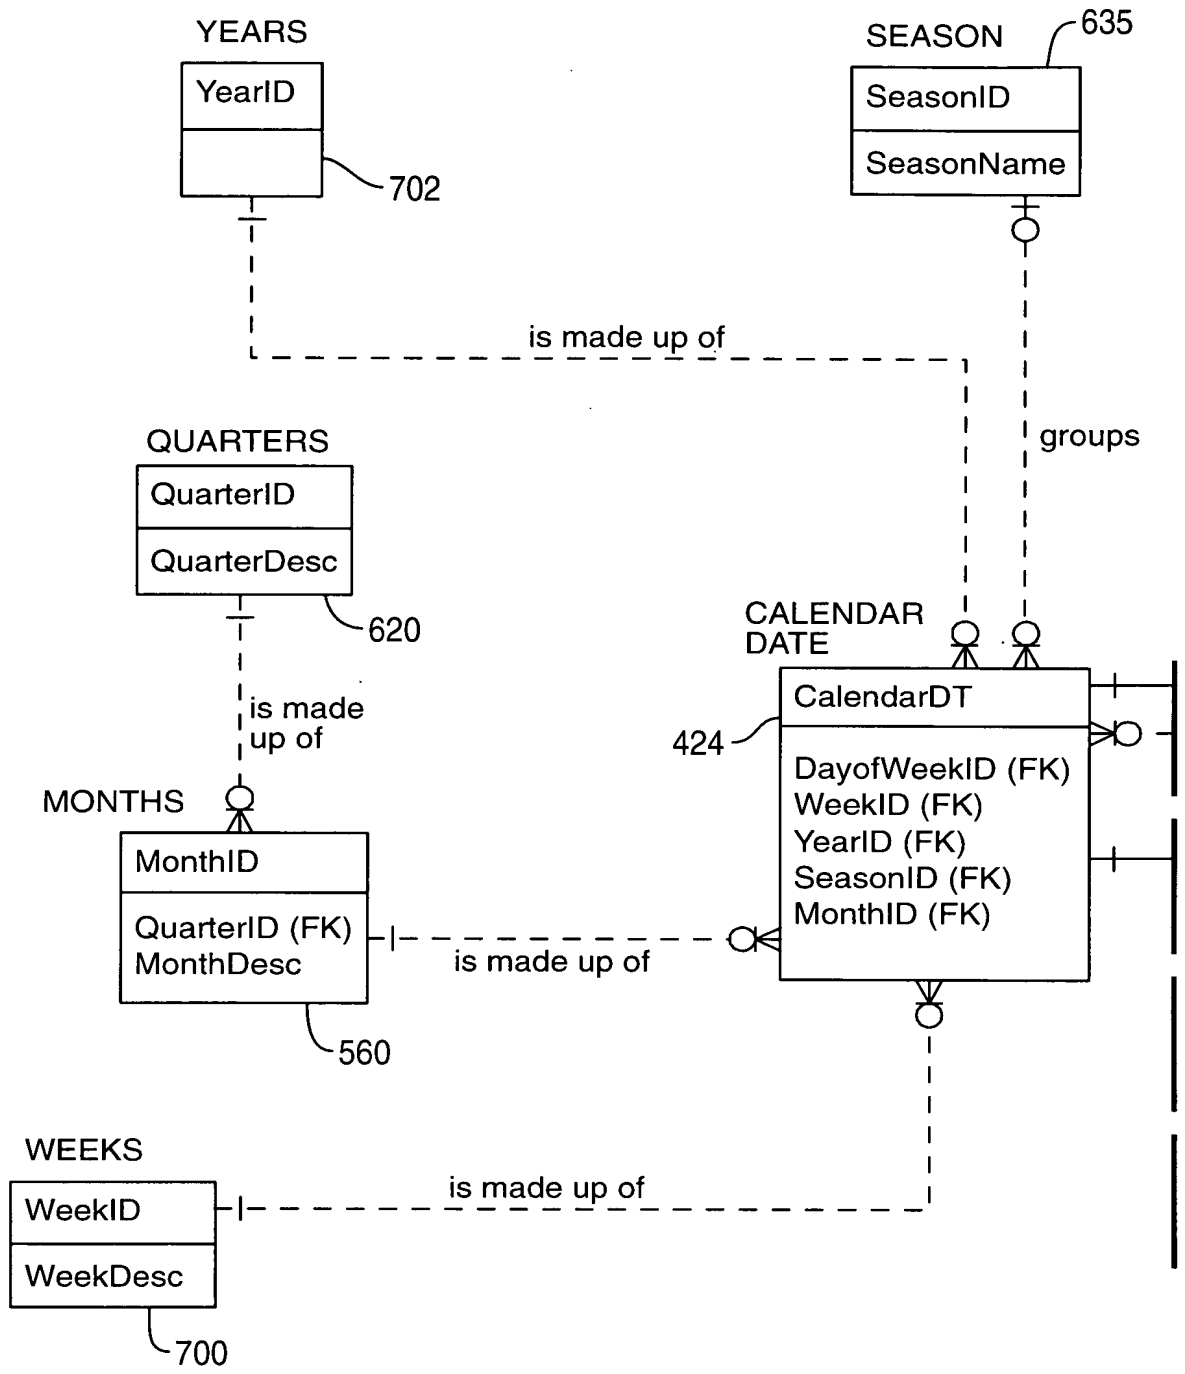 YEARS
YearID
702
SEASON
635
SeasonID
SeasonName
is made up of
groups
QUARTERS
QuarterID
QuarterDesc
620
is made
up of
CALENDAR
DATE
CalendarDT
424
DayofWeekID (FK)
WeekID (FK)
YearID (FK)
SeasonID (FK)
MonthID (FK)
MONTHS
MonthID
QuarterID (FK)
MonthDesc
560
is made up of
WEEKS
WeekID
WeekDesc
700
is made up of